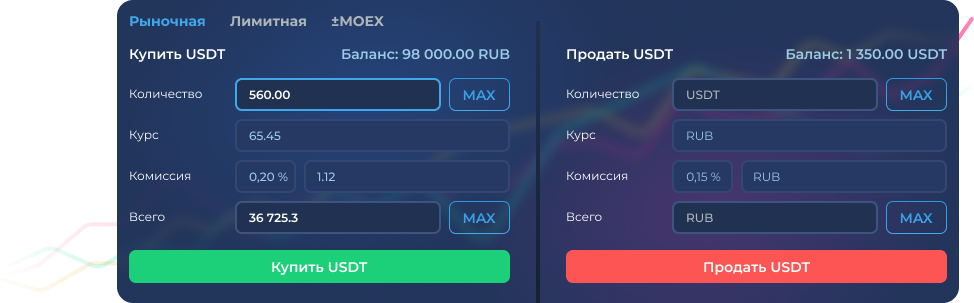 Рыночная Лимитная ±MOEX
Купить USDT Баланс: 98 000.00 RUB
Количество 560.00 MAX
Курс 65.45
Комиссия 0,20 % 1.12
Всего 36 725.3 MAX
Купить USDT
Продать USDT Баланс: 1 350.00 USDT
Количество USDT MAX
Курс RUB
Комиссия 0,15 % RUB
Всего RUB MAX
Продать USDT